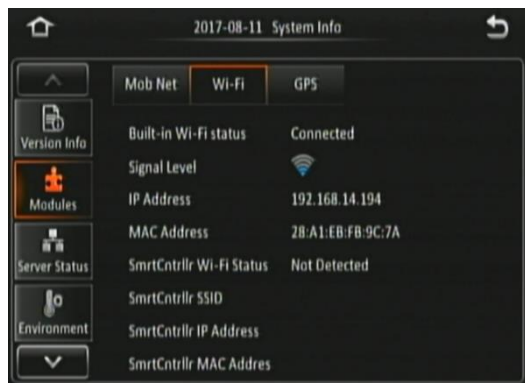 2017-08-11 System Info
Mob Net Wi-Fi GPS
Version Info
Modules
Server Status
Environment
Built-in Wi-Fi status Connected
Signal Level
IP Address 192.168.14.194
MAC Address 28:A1:EB:FB:9C:7A
SmrtCntrllr Wi-Fi Status Not Detected
SmrtCntrllr SSID
SmrtCntrllr IP Address
SmrtCntrllr MAC Addres